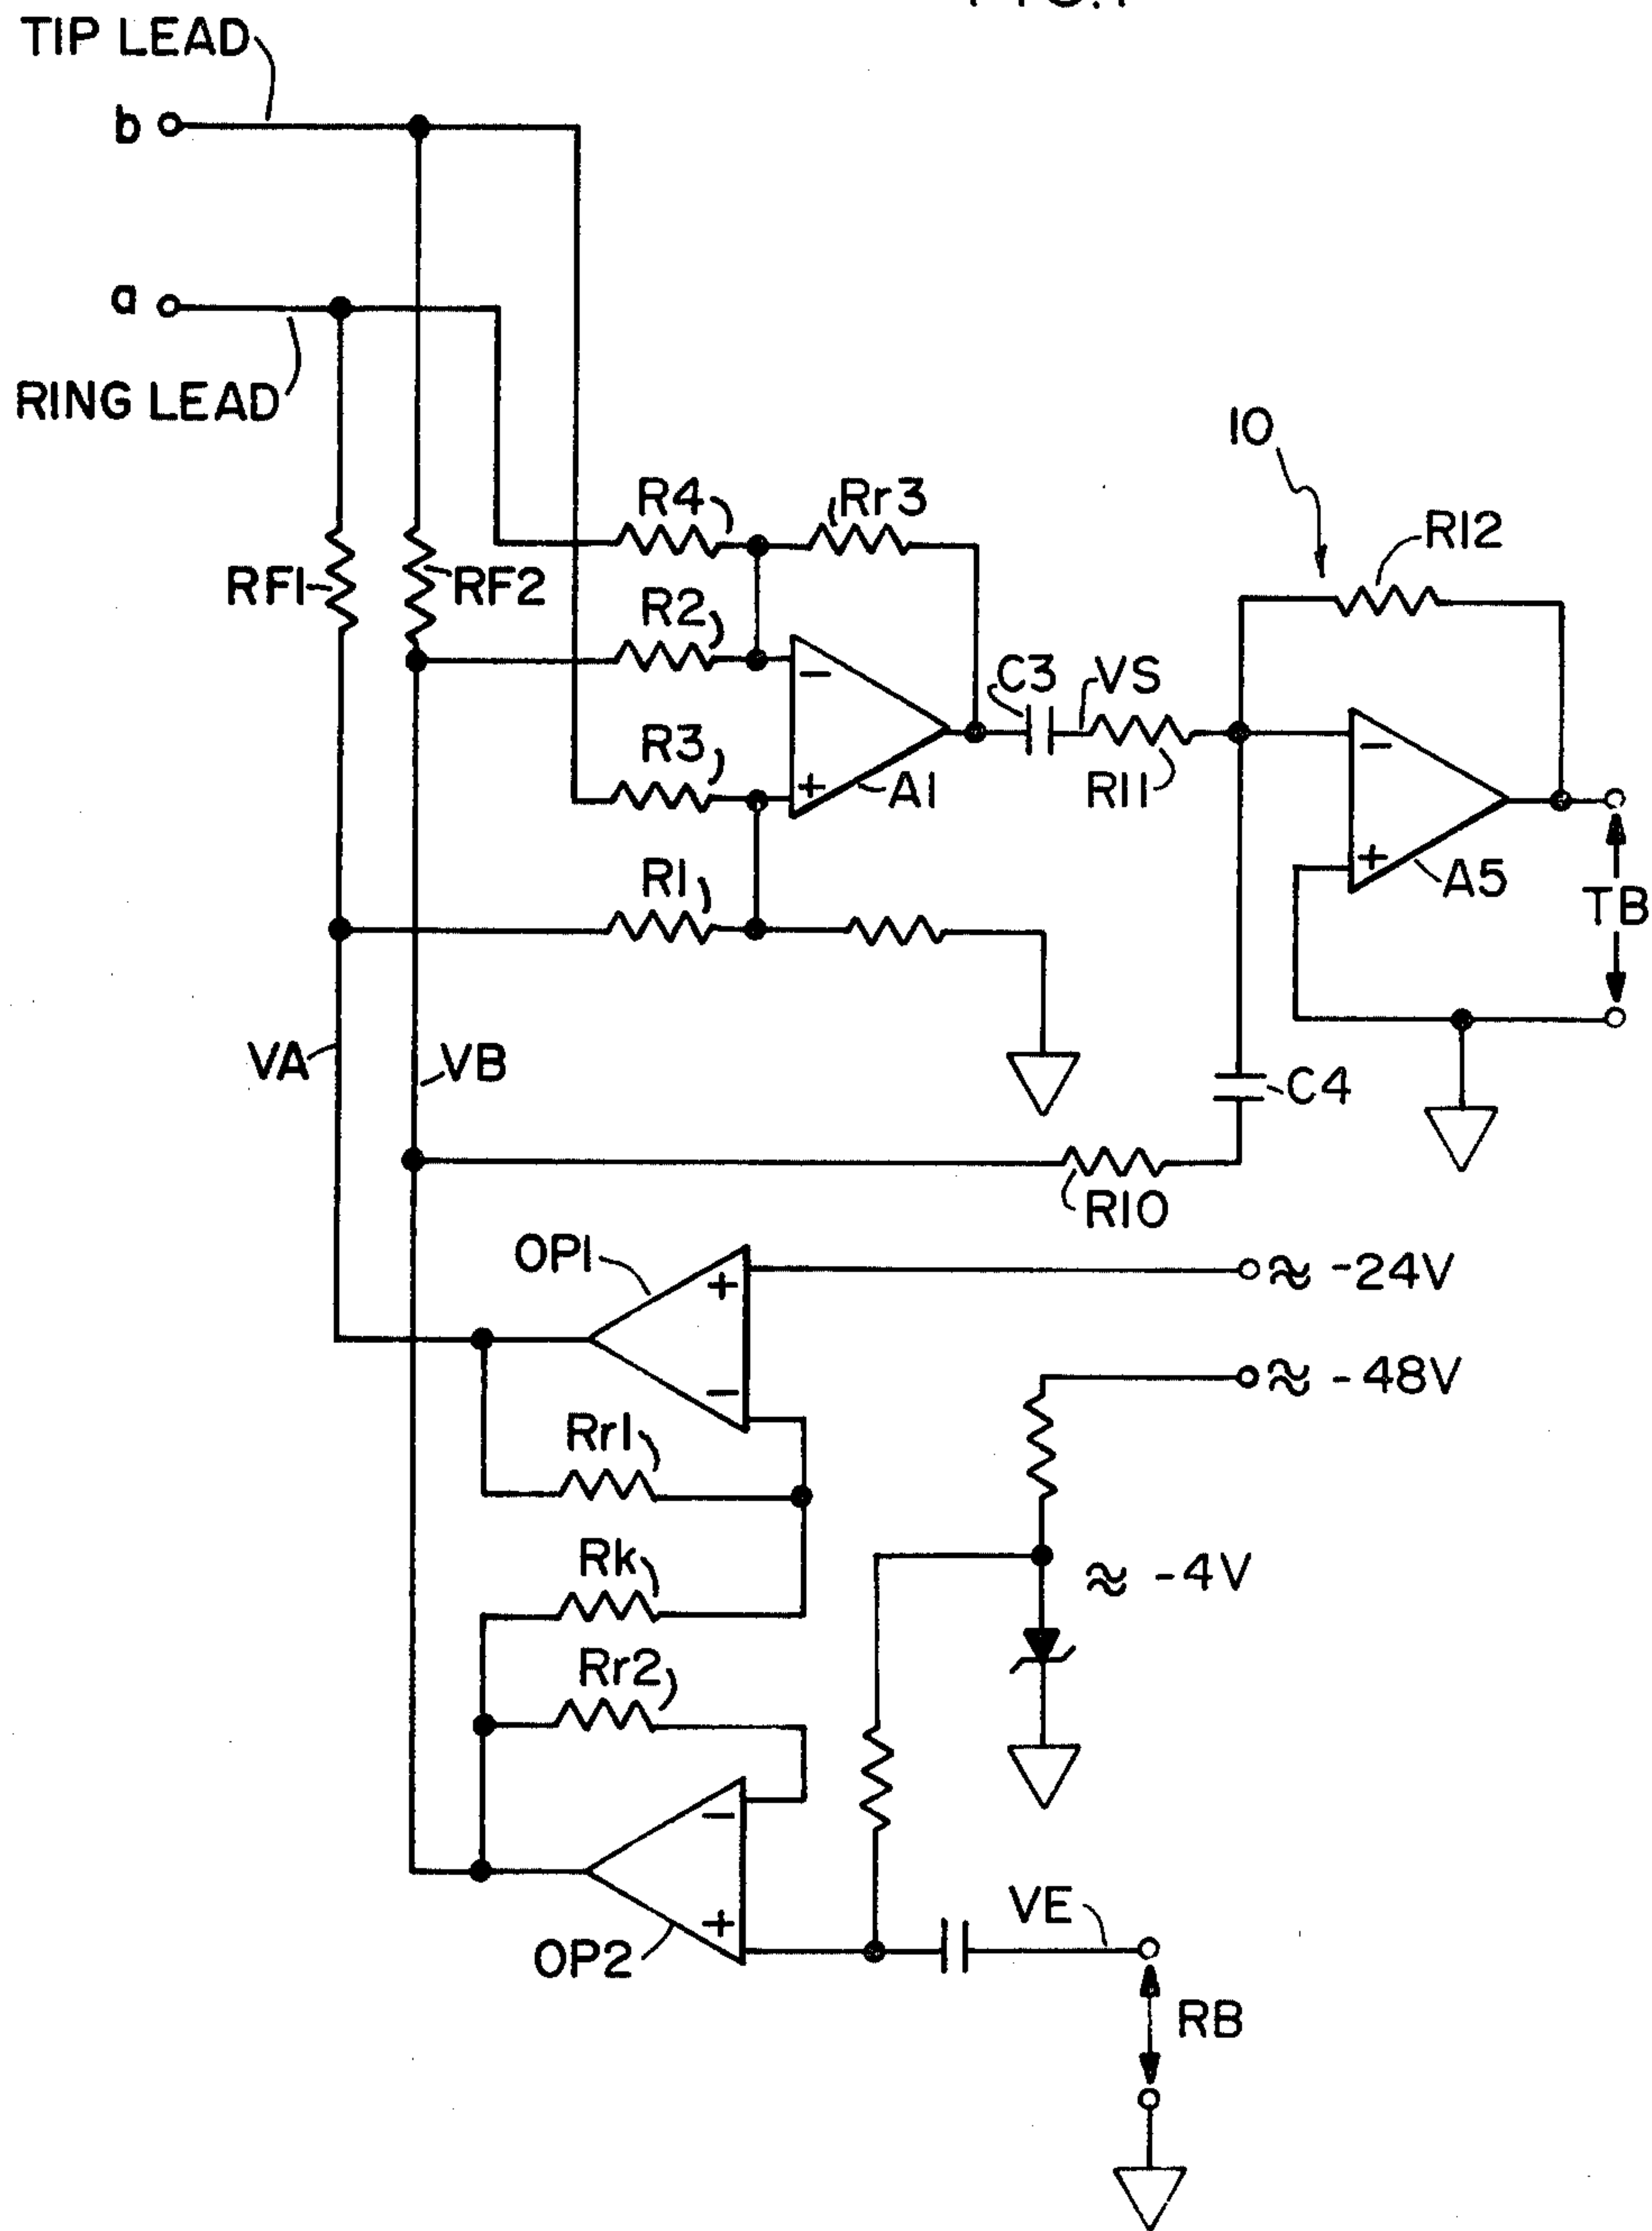 TIP LEAD
b
a
RING LEAD
10
R4
Rr3
R12
RF1
RF2
R2
C3
VS
R3
−
−
+
A1
R11
+
A5
R1
TB
VA
VB
C4
R10
OP1
+
≈ -24V
−
≈ -48V
Rr1
Rk
≈ -4V
Rr2
−
+
VE
OP2
RB